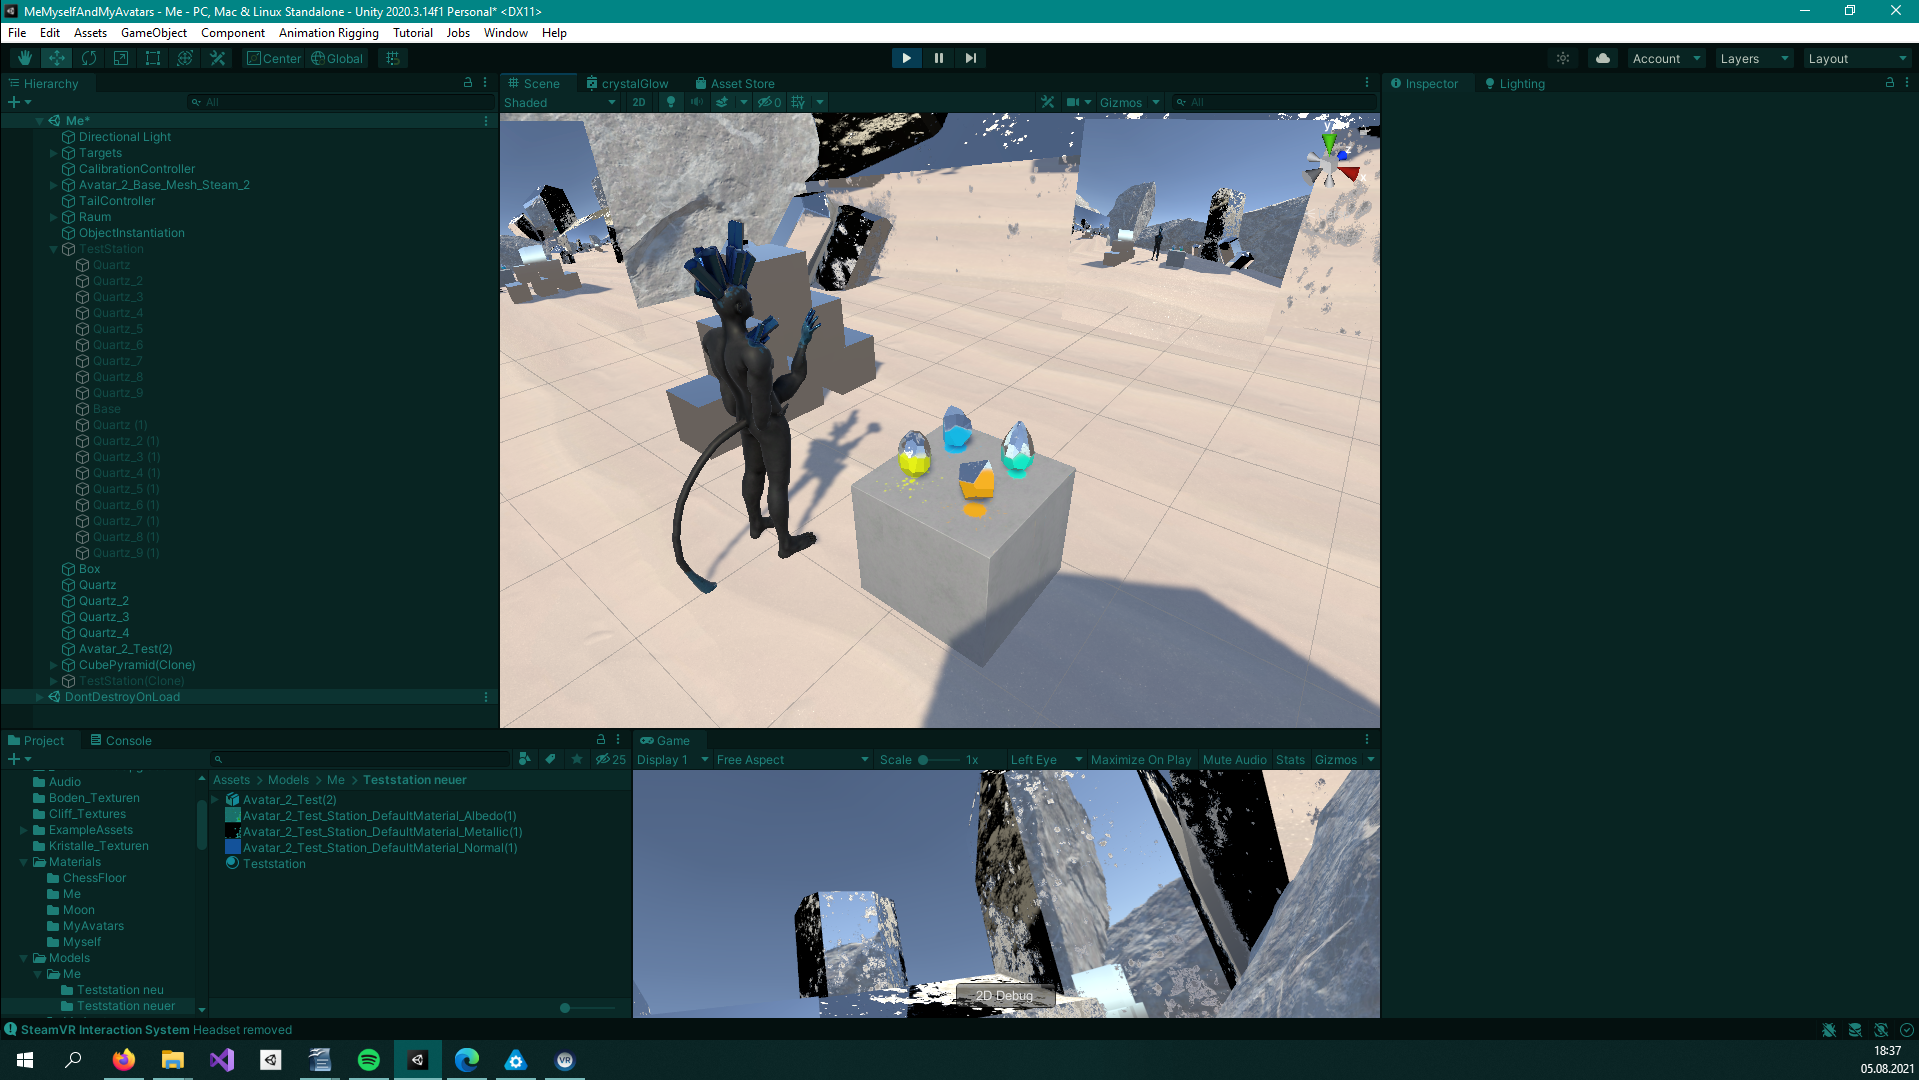 MeMyselfAndMyAvatars - Me - PC, Mac & Linux Standalone - Unity 2020.3.14f1 Personal* <DX11>
File Edit Assets GameObject Component Animation Rigging Tutorial Jobs Window Help
Center Global Account Layers Layout
Hierarchy
All
Me*
Directional Light
Targets
CalibrationController
Avatar_2_Base_Mesh_Steam_2
TailController
Raum
ObjectInstantiation
TestStation
Quartz
Quartz_2
Quartz_3
Quartz_4
Quartz_5
Quartz_6
Quartz_7
Quartz_8
Quartz_9
Base
Quartz (1)
Quartz_2 (1)
Quartz_3 (1)
Quartz_4 (1)
Quartz_5 (1)
Quartz_6 (1)
Quartz_7 (1)
Quartz_8 (1)
Quartz_9 (1)
Box
Quartz
Quartz_2
Quartz_3
Quartz_4
Avatar_2_Test(2)
CubePyramid(Clone)
TestStation(Clone)
DontDestroyOnLoad
Scene crystalGlow Asset Store
Shaded 2D 0 Gizmos All
y
x
Inspector Lighting
Project Console
25
Audio
Boden_Texturen
Cliff_Textures
ExampleAssets
Kristalle_Texturen
Materials
ChessFloor
Me
Moon
MyAvatars
Myself
Models
Me
Teststation neu
Teststation neuer
Assets > Models > Me > Teststation neuer
Avatar_2_Test(2)
Avatar_2_Test_Station_DefaultMaterial_Albedo(1)
Avatar_2_Test_Station_DefaultMaterial_Metallic(1)
Avatar_2_Test_Station_DefaultMaterial_Normal(1)
Teststation
Game
Display 1 Free Aspect Scale 1x Left Eye Maximize On Play Mute Audio Stats Gizmos
2D Debug
SteamVR Interaction System Headset removed
VR
18:37
05.08.2021